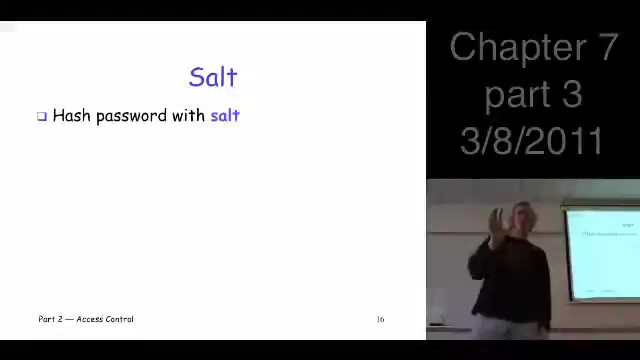 Salt
Hash password with salt
Part 2 — Access Control
16
Chapter 7
part 3
3/8/2011